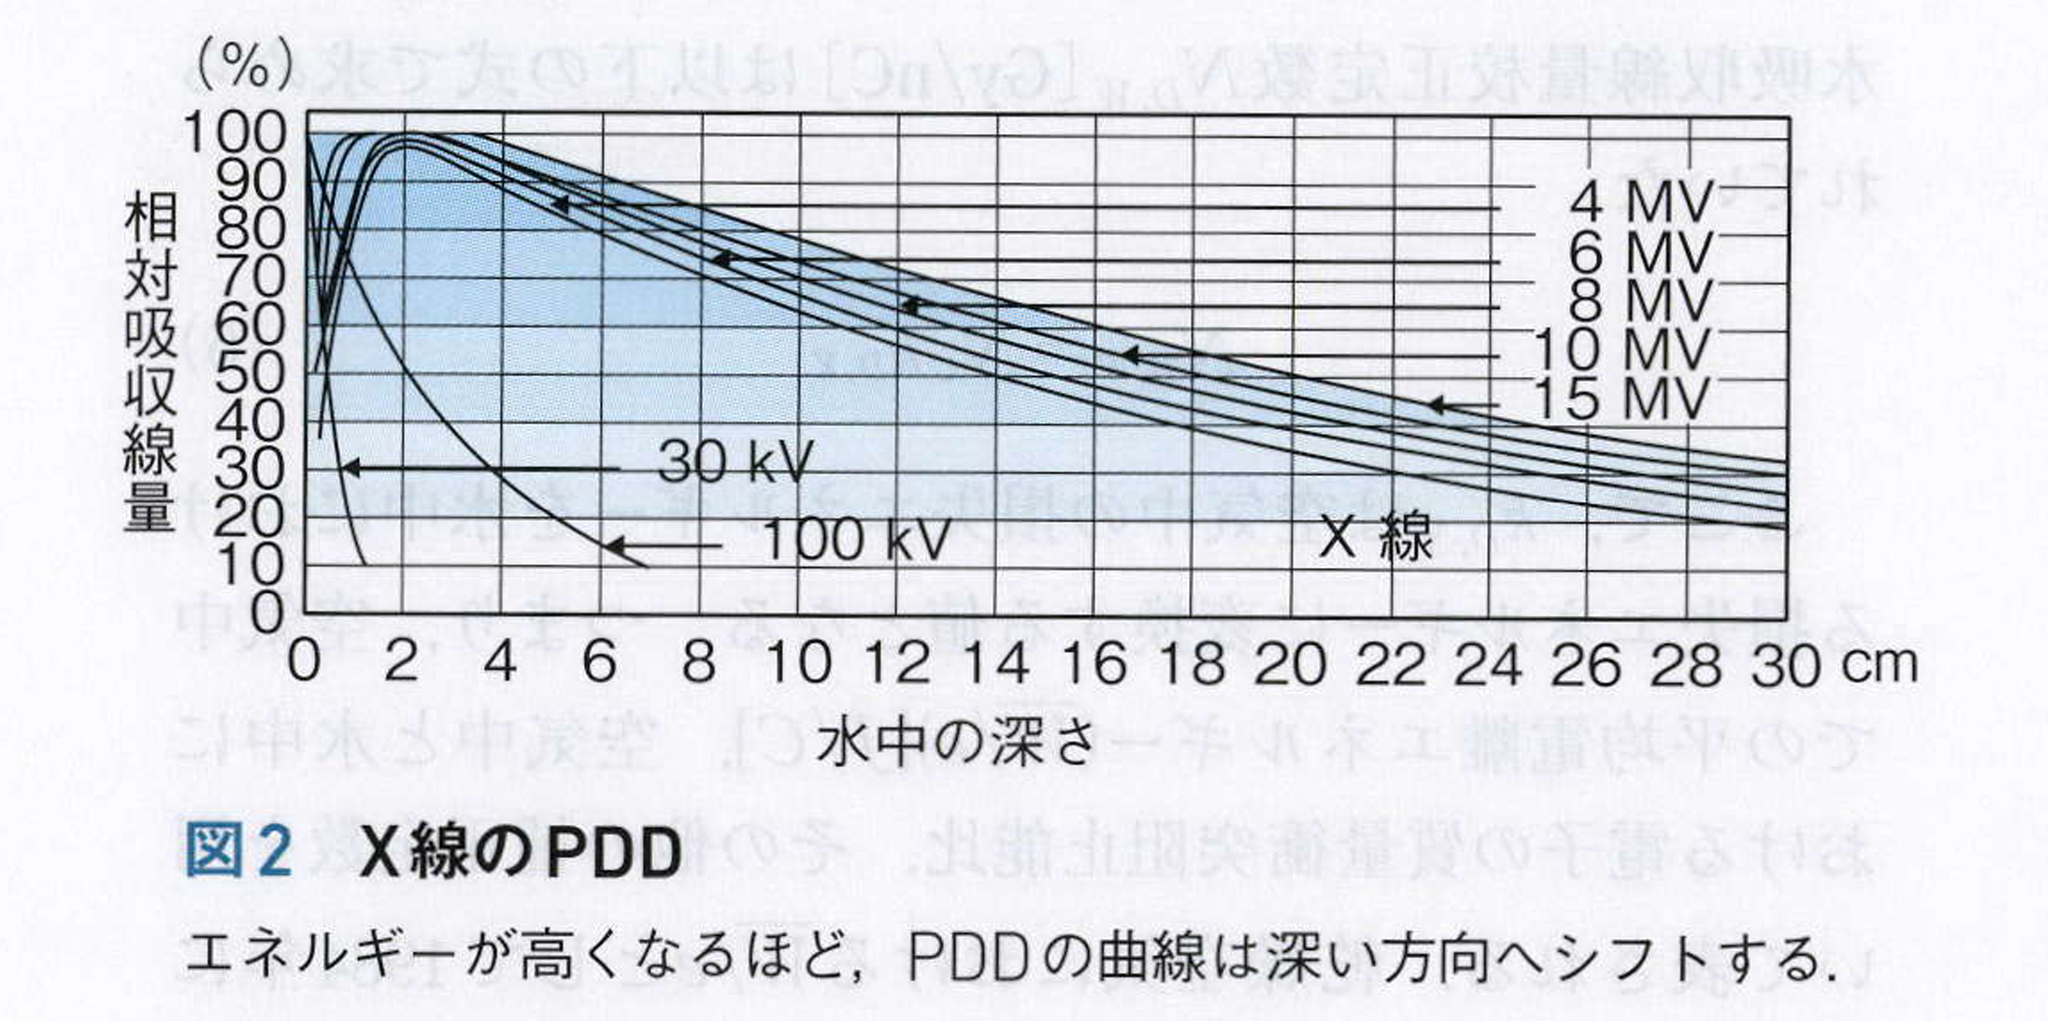 (%)
100
90
80
70
60
50
40
30
20
10
0
相対吸収線量
4 MV
6 MV
8 MV
10 MV
15 MV
30 kV
100 kV
X 線
0 2 4 6 8 10 12 14 16 18 20 22 24 26 28 30 cm
水中の深さ
図2 X線のPDD
エネルギーが高くなるほど，PDDの曲線は深い方向へシフトする．